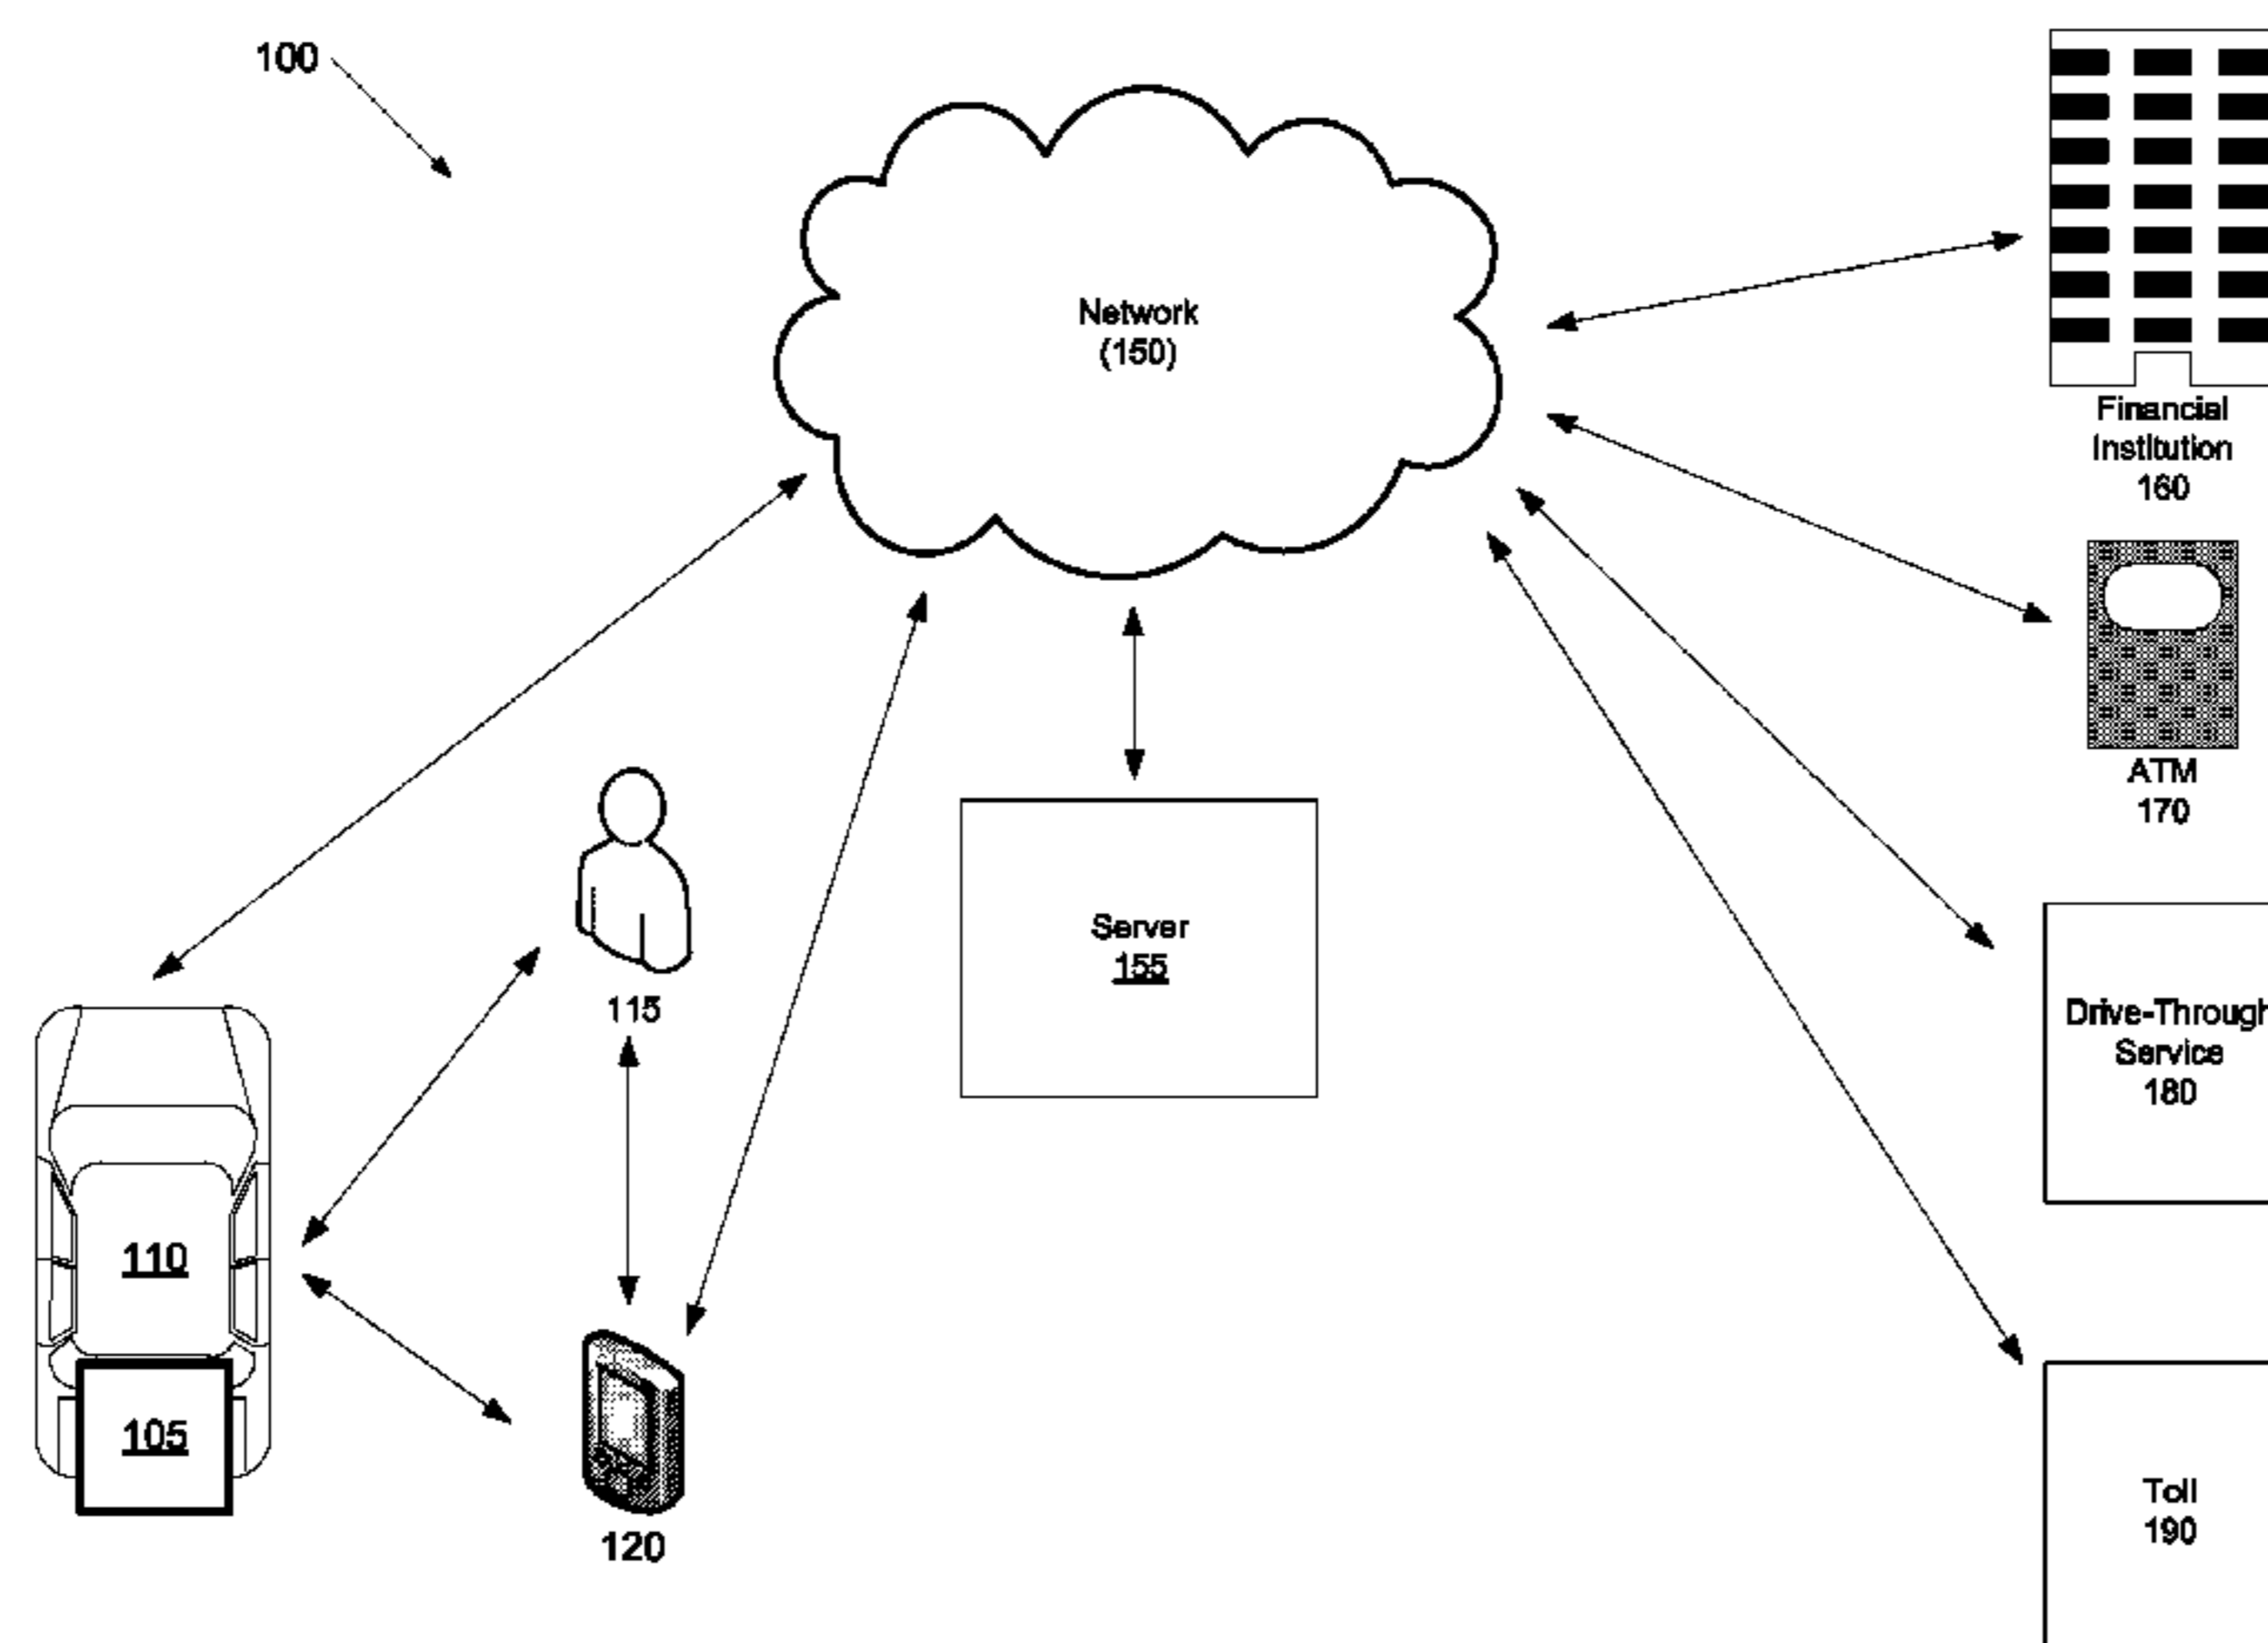 100
Network
(150)
Financial
Institution
160
ATM
170
Server
155
115
Drive-Through
Service
180
110
105
120
Toll
190